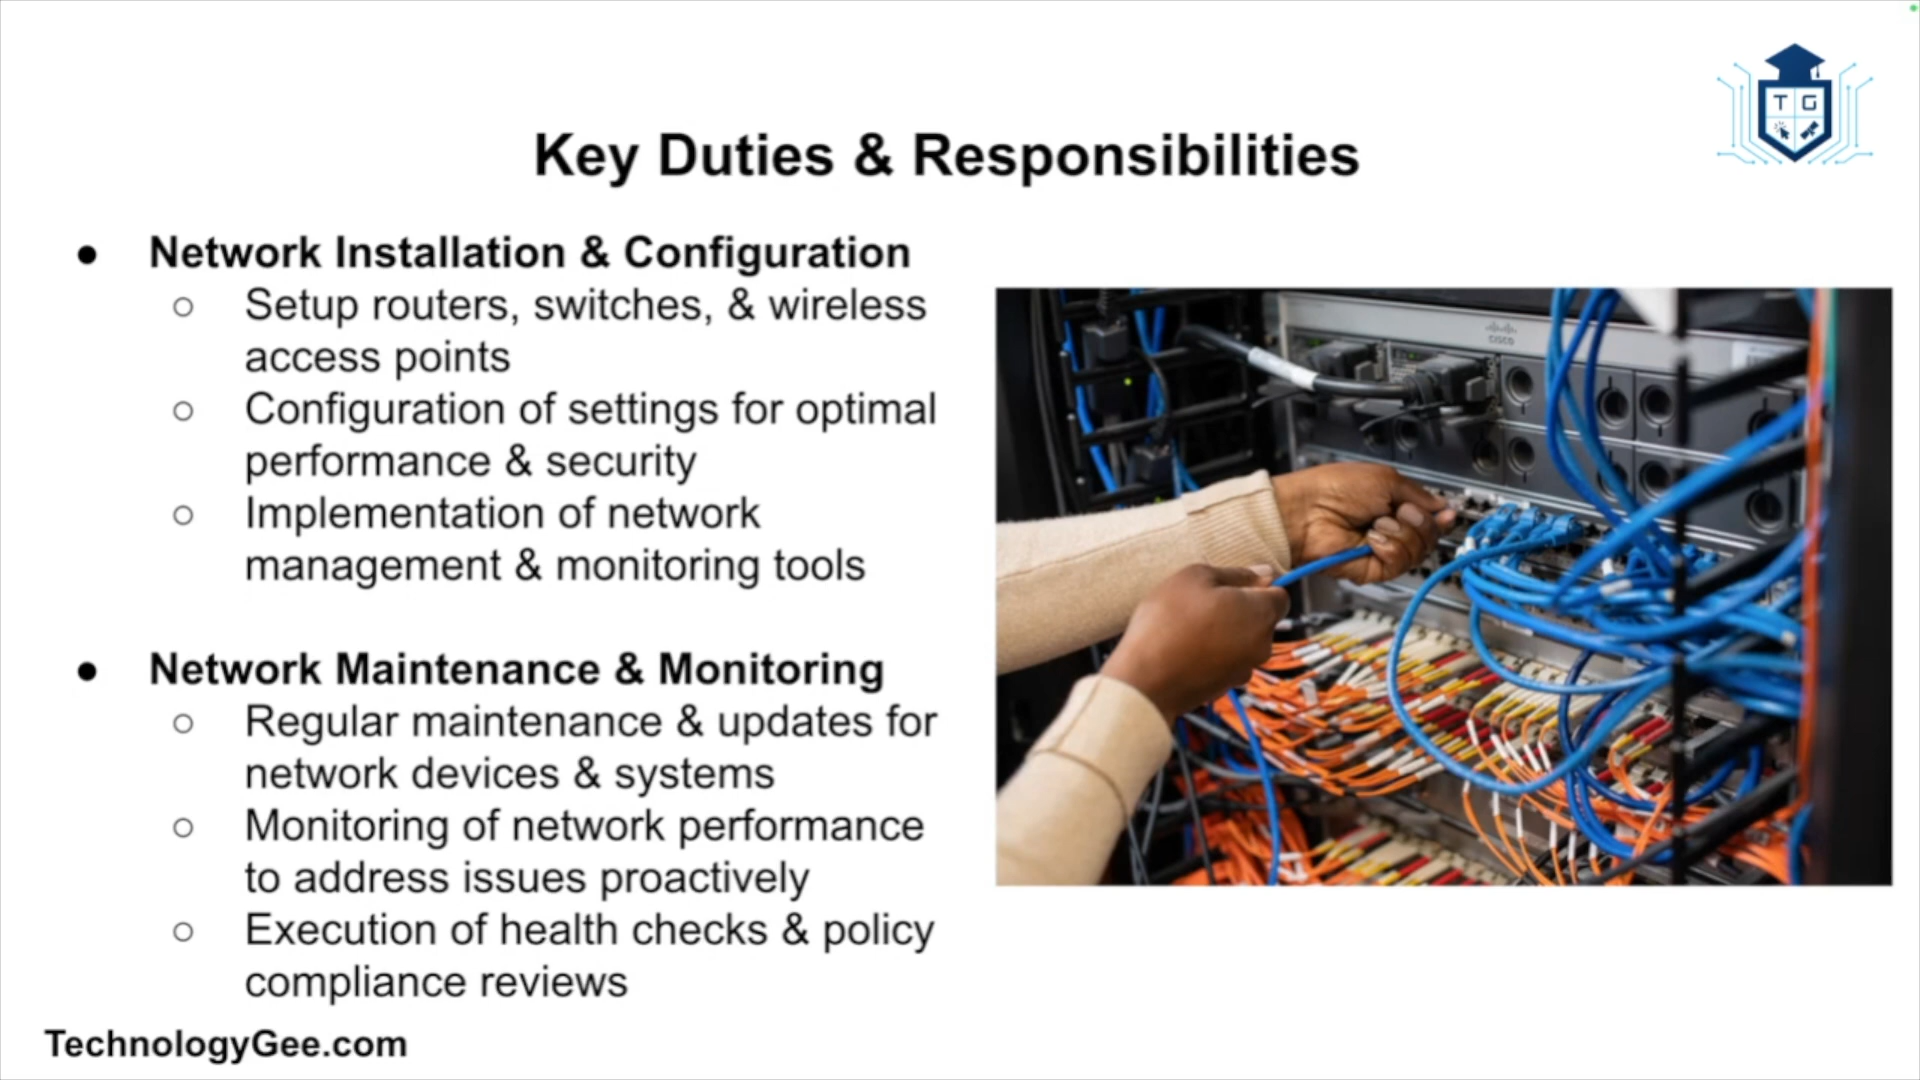 T G
Key Duties & Responsibilities
● Network Installation & Configuration
○ Setup routers, switches, & wireless
access points
○ Configuration of settings for optimal
performance & security
○ Implementation of network
management & monitoring tools
● Network Maintenance & Monitoring
○ Regular maintenance & updates for
network devices & systems
○ Monitoring of network performance
to address issues proactively
○ Execution of health checks & policy
compliance reviews
cisco
TechnologyGee.com